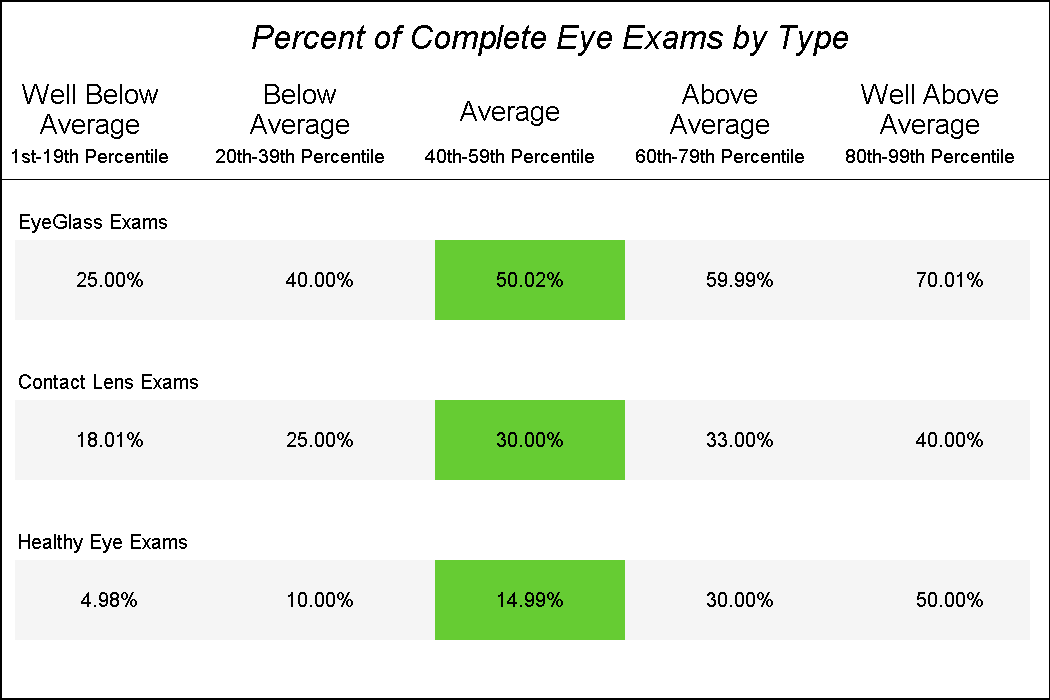 Percent of Complete Eye Exams by Type
Well Below Average
1st-19th Percentile
Below Average
20th-39th Percentile
Average
40th-59th Percentile
Above Average
60th-79th Percentile
Well Above Average
80th-99th Percentile
EyeGlass Exams
25.00% 40.00% 50.02% 59.99% 70.01%
Contact Lens Exams
18.01% 25.00% 30.00% 33.00% 40.00%
Healthy Eye Exams
4.98% 10.00% 14.99% 30.00% 50.00%